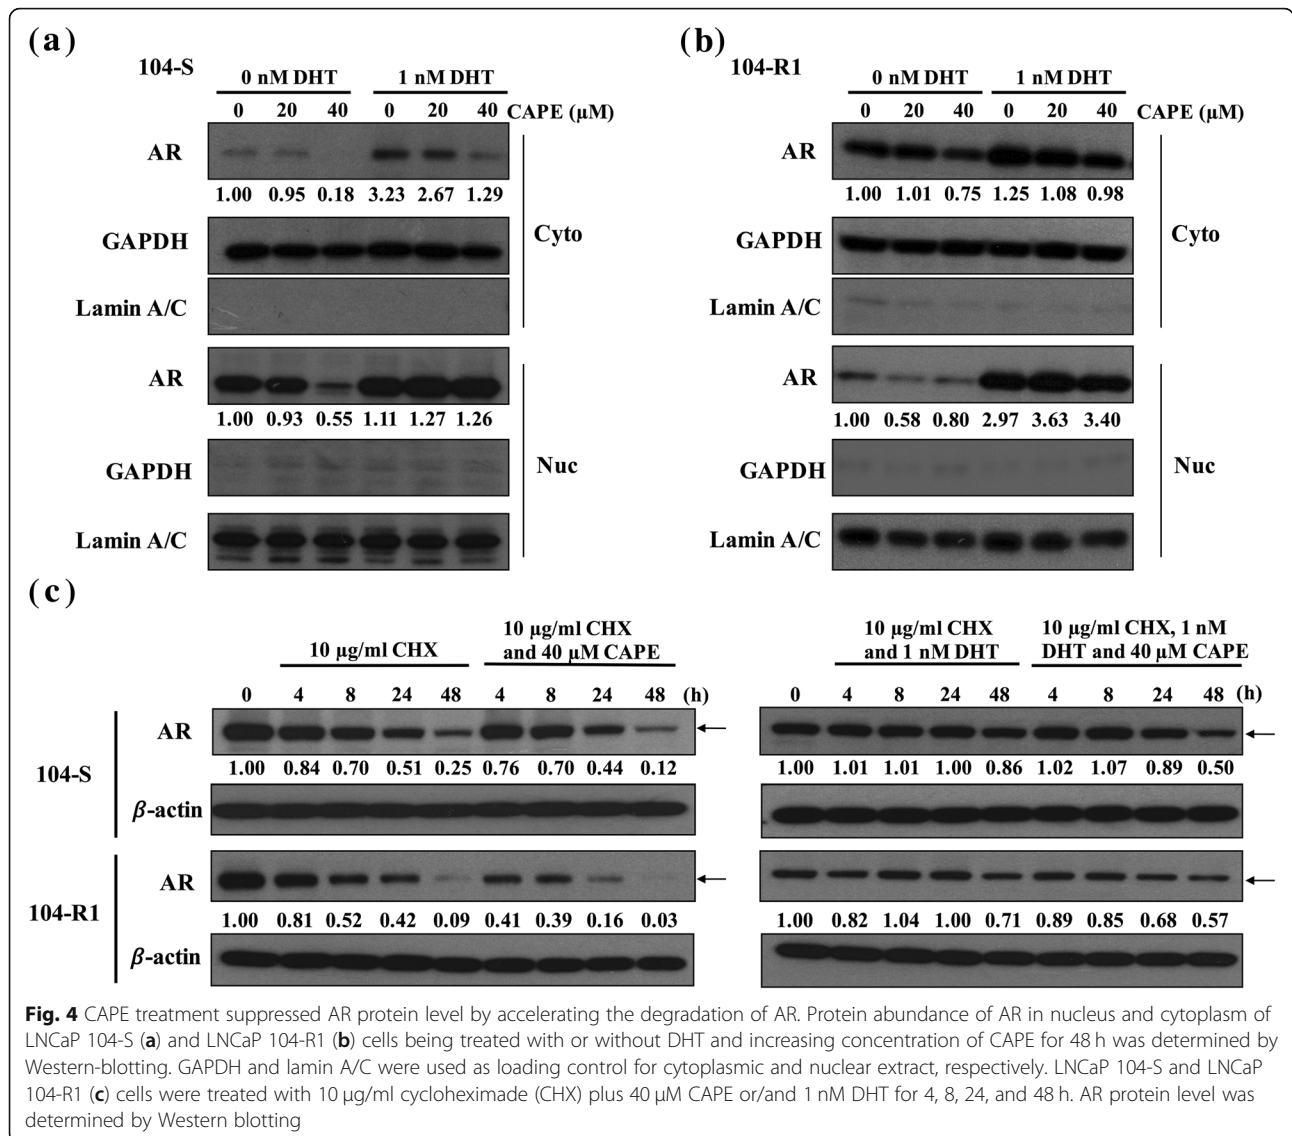 (a)
104-S
0 nM DHT 1 nM DHT
0 20 40 0 20 40 CAPE (μM)
AR
1.00 0.95 0.18 3.23 2.67 1.29
GAPDH
Cyto
Lamin A/C
AR
1.00 0.93 0.55 1.11 1.27 1.26
GAPDH
Nuc
Lamin A/C
(b)
104-R1
0 nM DHT 1 nM DHT
0 20 40 0 20 40 CAPE (μM)
AR
1.00 1.01 0.75 1.25 1.08 0.98
GAPDH
Cyto
Lamin A/C
AR
1.00 0.58 0.80 2.97 3.63 3.40
GAPDH
Nuc
Lamin A/C
(c)
10 μg/ml CHX
10 μg/ml CHX
and 40 μM CAPE
10 μg/ml CHX
and 1 nM DHT
10 μg/ml CHX, 1 nM
DHT and 40 μM CAPE
0 4 8 24 48 4 8 24 48 (h)
0 4 8 24 48 4 8 24 48 (h)
104-S
AR
1.00 0.84 0.70 0.51 0.25 0.76 0.70 0.44 0.12
1.00 1.01 1.01 1.00 0.86 1.02 1.07 0.89 0.50
β-actin
104-R1
AR
1.00 0.81 0.52 0.42 0.09 0.41 0.39 0.16 0.03
1.00 0.82 1.04 1.00 0.71 0.89 0.85 0.68 0.57
β-actin
Fig. 4 CAPE treatment suppressed AR protein level by accelerating the degradation of AR. Protein abundance of AR in nucleus and cytoplasm of
LNCaP 104-S (a) and LNCaP 104-R1 (b) cells being treated with or without DHT and increasing concentration of CAPE for 48 h was determined by
Western-blotting. GAPDH and lamin A/C were used as loading control for cytoplasmic and nuclear extract, respectively. LNCaP 104-S and LNCaP
104-R1 (c) cells were treated with 10 μg/ml cycloheximade (CHX) plus 40 μM CAPE or/and 1 nM DHT for 4, 8, 24, and 48 h. AR protein level was
determined by Western blotting